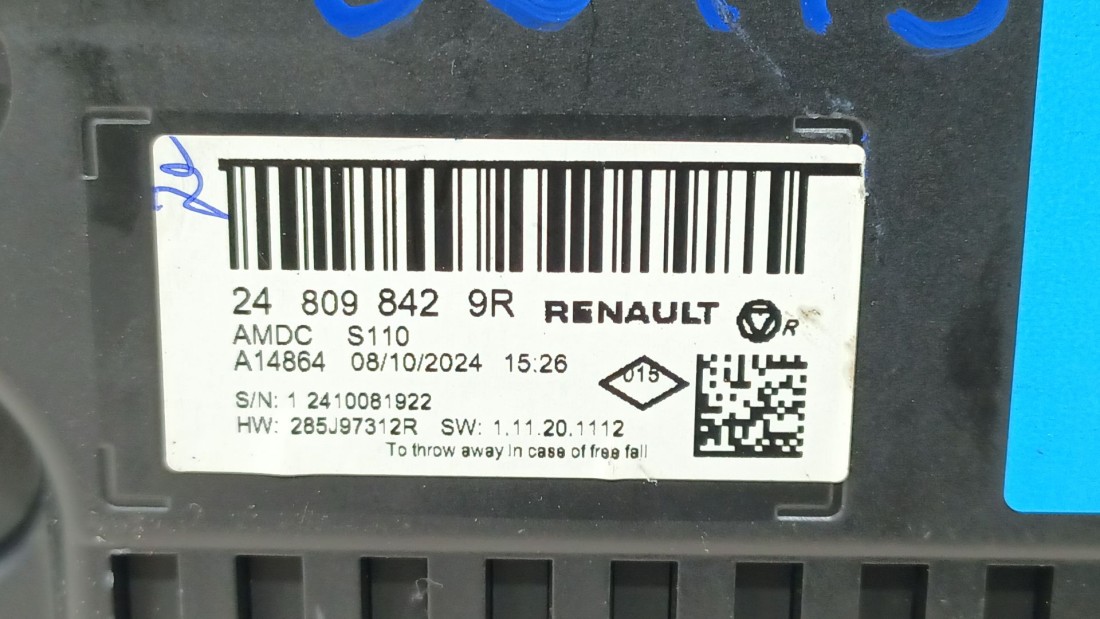 24 809 842 9R RENAULT R
AMDC S110
A14864 08/10/2024 15:26
015
S/N: 1 2410081922
HW: 285J97312R SW: 1.11.20.1112
To throw away in case of free fall